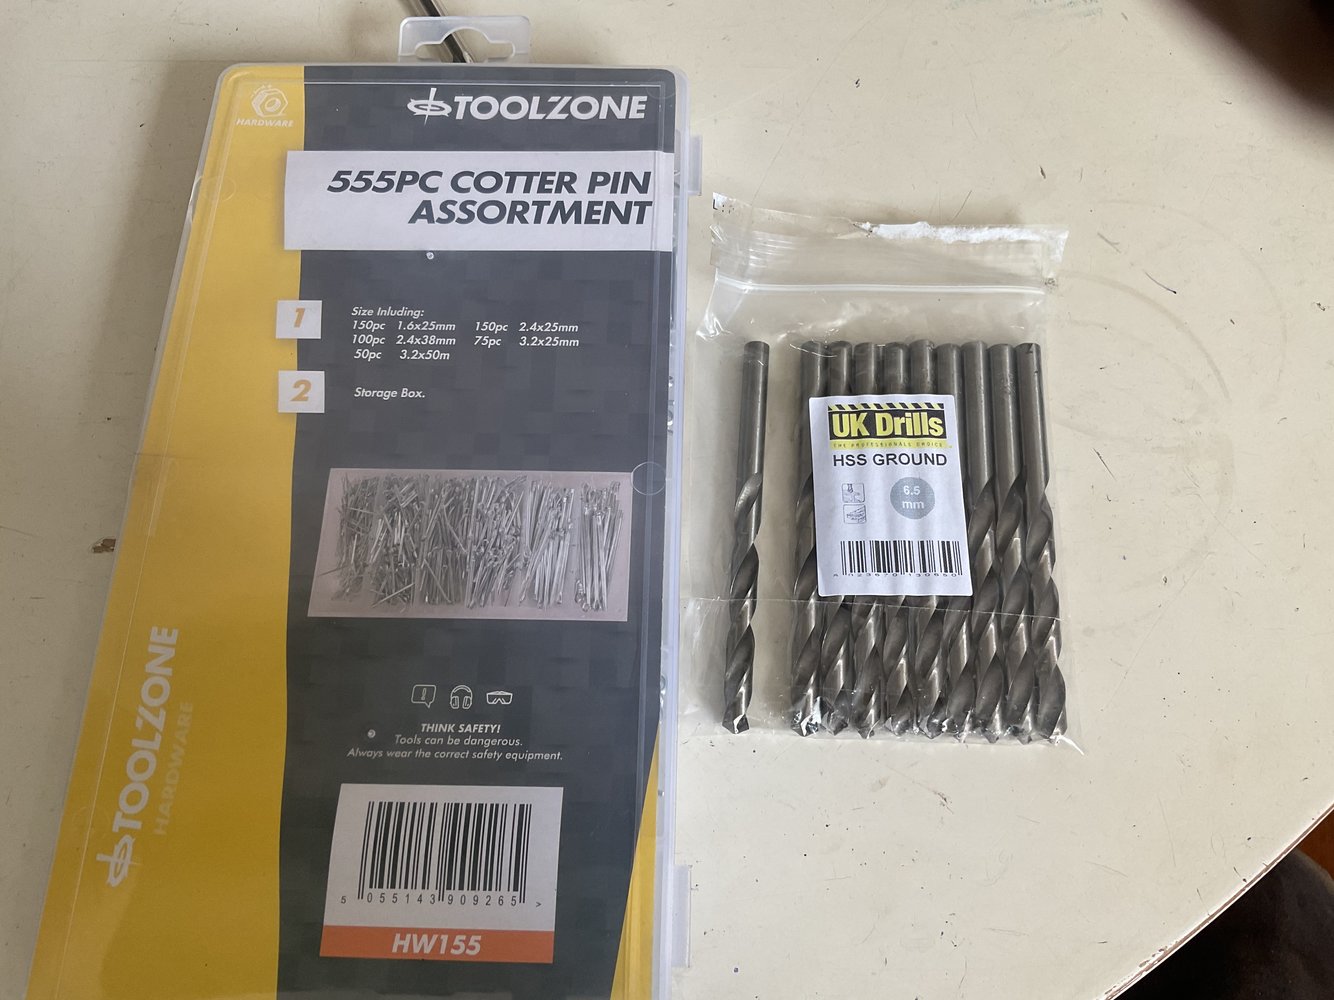 HARDWARE
TOOLZONE
555PC COTTER PIN
ASSORTMENT
1
Size Inluding:
150pc 1.6x25mm 150pc 2.4x25mm
100pc 2.4x38mm 75pc 3.2x25mm
50pc 3.2x50m
2
Storage Box.
THINK SAFETY!
Tools can be dangerous.
Always wear the correct safety equipment.
5 055143 909265 >
HW155
TOOLZONE
HARDWARE
UK Drills
THE PROFESSIONALS CHOICE
HSS GROUND
6.5
mm